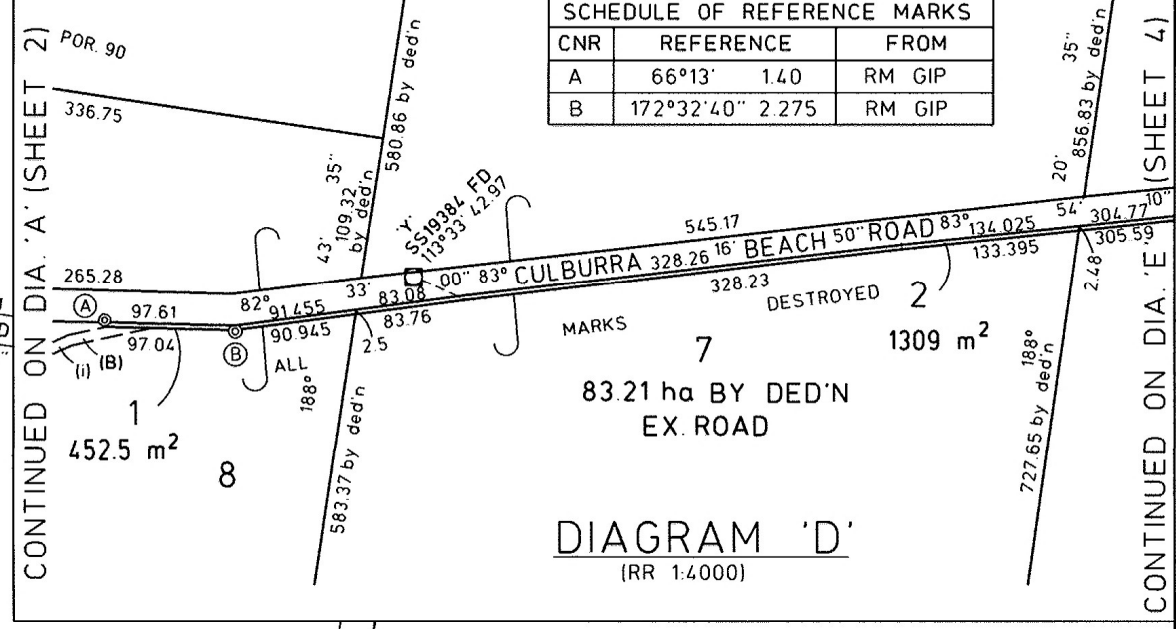 CONTINUED ON DIA. 'A' (SHEET 2)
POR. 90
336.75
580.86 by ded'n
SCHEDULE OF REFERENCE MARKS
CNR REFERENCE FROM
A 66°13' 1.40 RM GIP
B 172°32'40" 2.275 RM GIP
35"
856.83 by ded'n
20'
CONTINUED ON DIA. 'E' (SHEET 4)
35"
109.32
by ded'n
43'
'Y'
SS19384 FD
113°33' 42.97
545.17
265.28
82° 33' 00" 83° CULBURRA 328.26 16' BEACH 50" ROAD 83° 134.025 54' 304.77 10"
91.455
83.08
133.395
305.59
A
97.61
90.945
83.76
328.23
2.48
97.04
B
ALL
MARKS
DESTROYED
(i) (B)
2.5
188°
188°
1
452.5 m²
8
7
83.21 ha BY DED'N
EX. ROAD
2
1309 m²
583.37 by ded'n
727.65 by ded'n
DIAGRAM 'D'
(RR 1:4000)